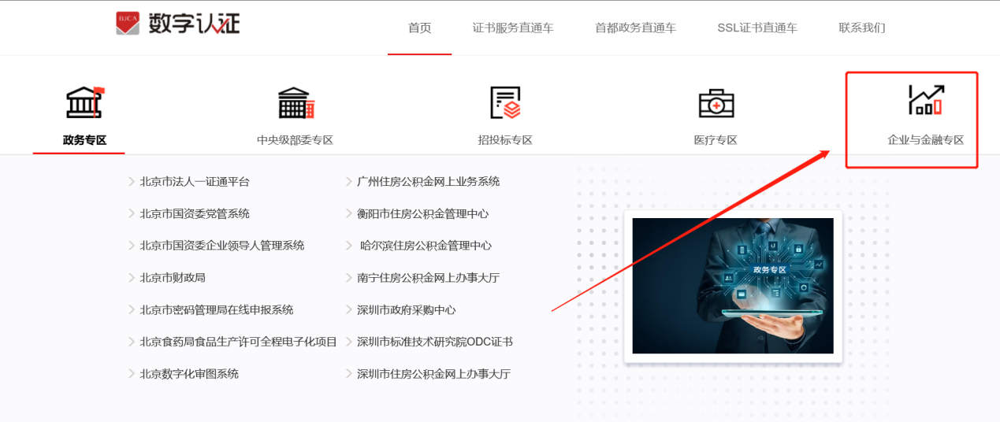 BJCA 数字认证
首页 证书服务直通车 首都政务直通车 SSL证书直通车 联系我们
政务专区 中央级部委专区 招投标专区 医疗专区 企业与金融专区
北京市法人一证通平台 广州住房公积金网上业务系统
北京市国资委党管系统 衡阳市住房公积金管理中心
北京市国资委企业领导人管理系统 哈尔滨住房公积金管理中心
北京市财政局 南宁住房公积金网上办事大厅
政务专区
北京市密码管理局在线申报系统 深圳市政府采购中心
北京食药局食品生产许可全程电子化项目 深圳市标准技术研究院ODC证书
北京数字化审图系统 深圳市住房公积金网上办事大厅